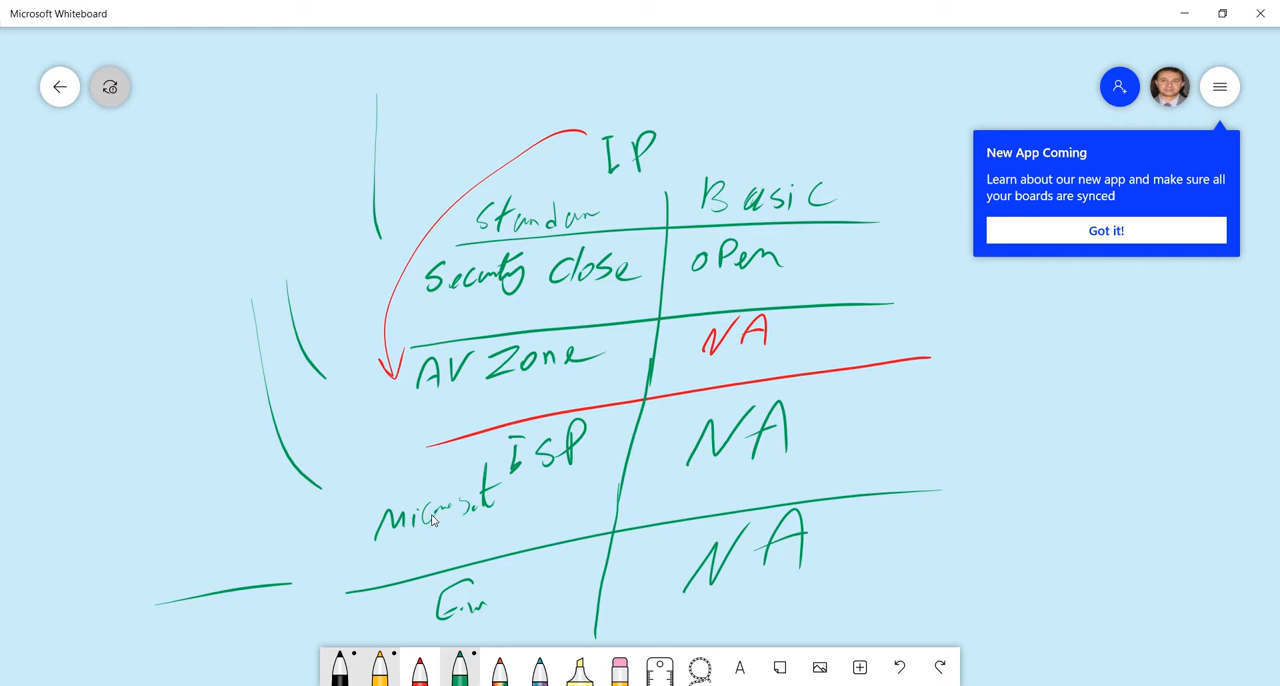 Microsoft Whiteboard
IP
Standar
Basic
Security close
open
AV Zone
NA
ISP
NA
Microsoft
NA
New App Coming
Learn about our new app and make sure all
your boards are synced
Got it!
A